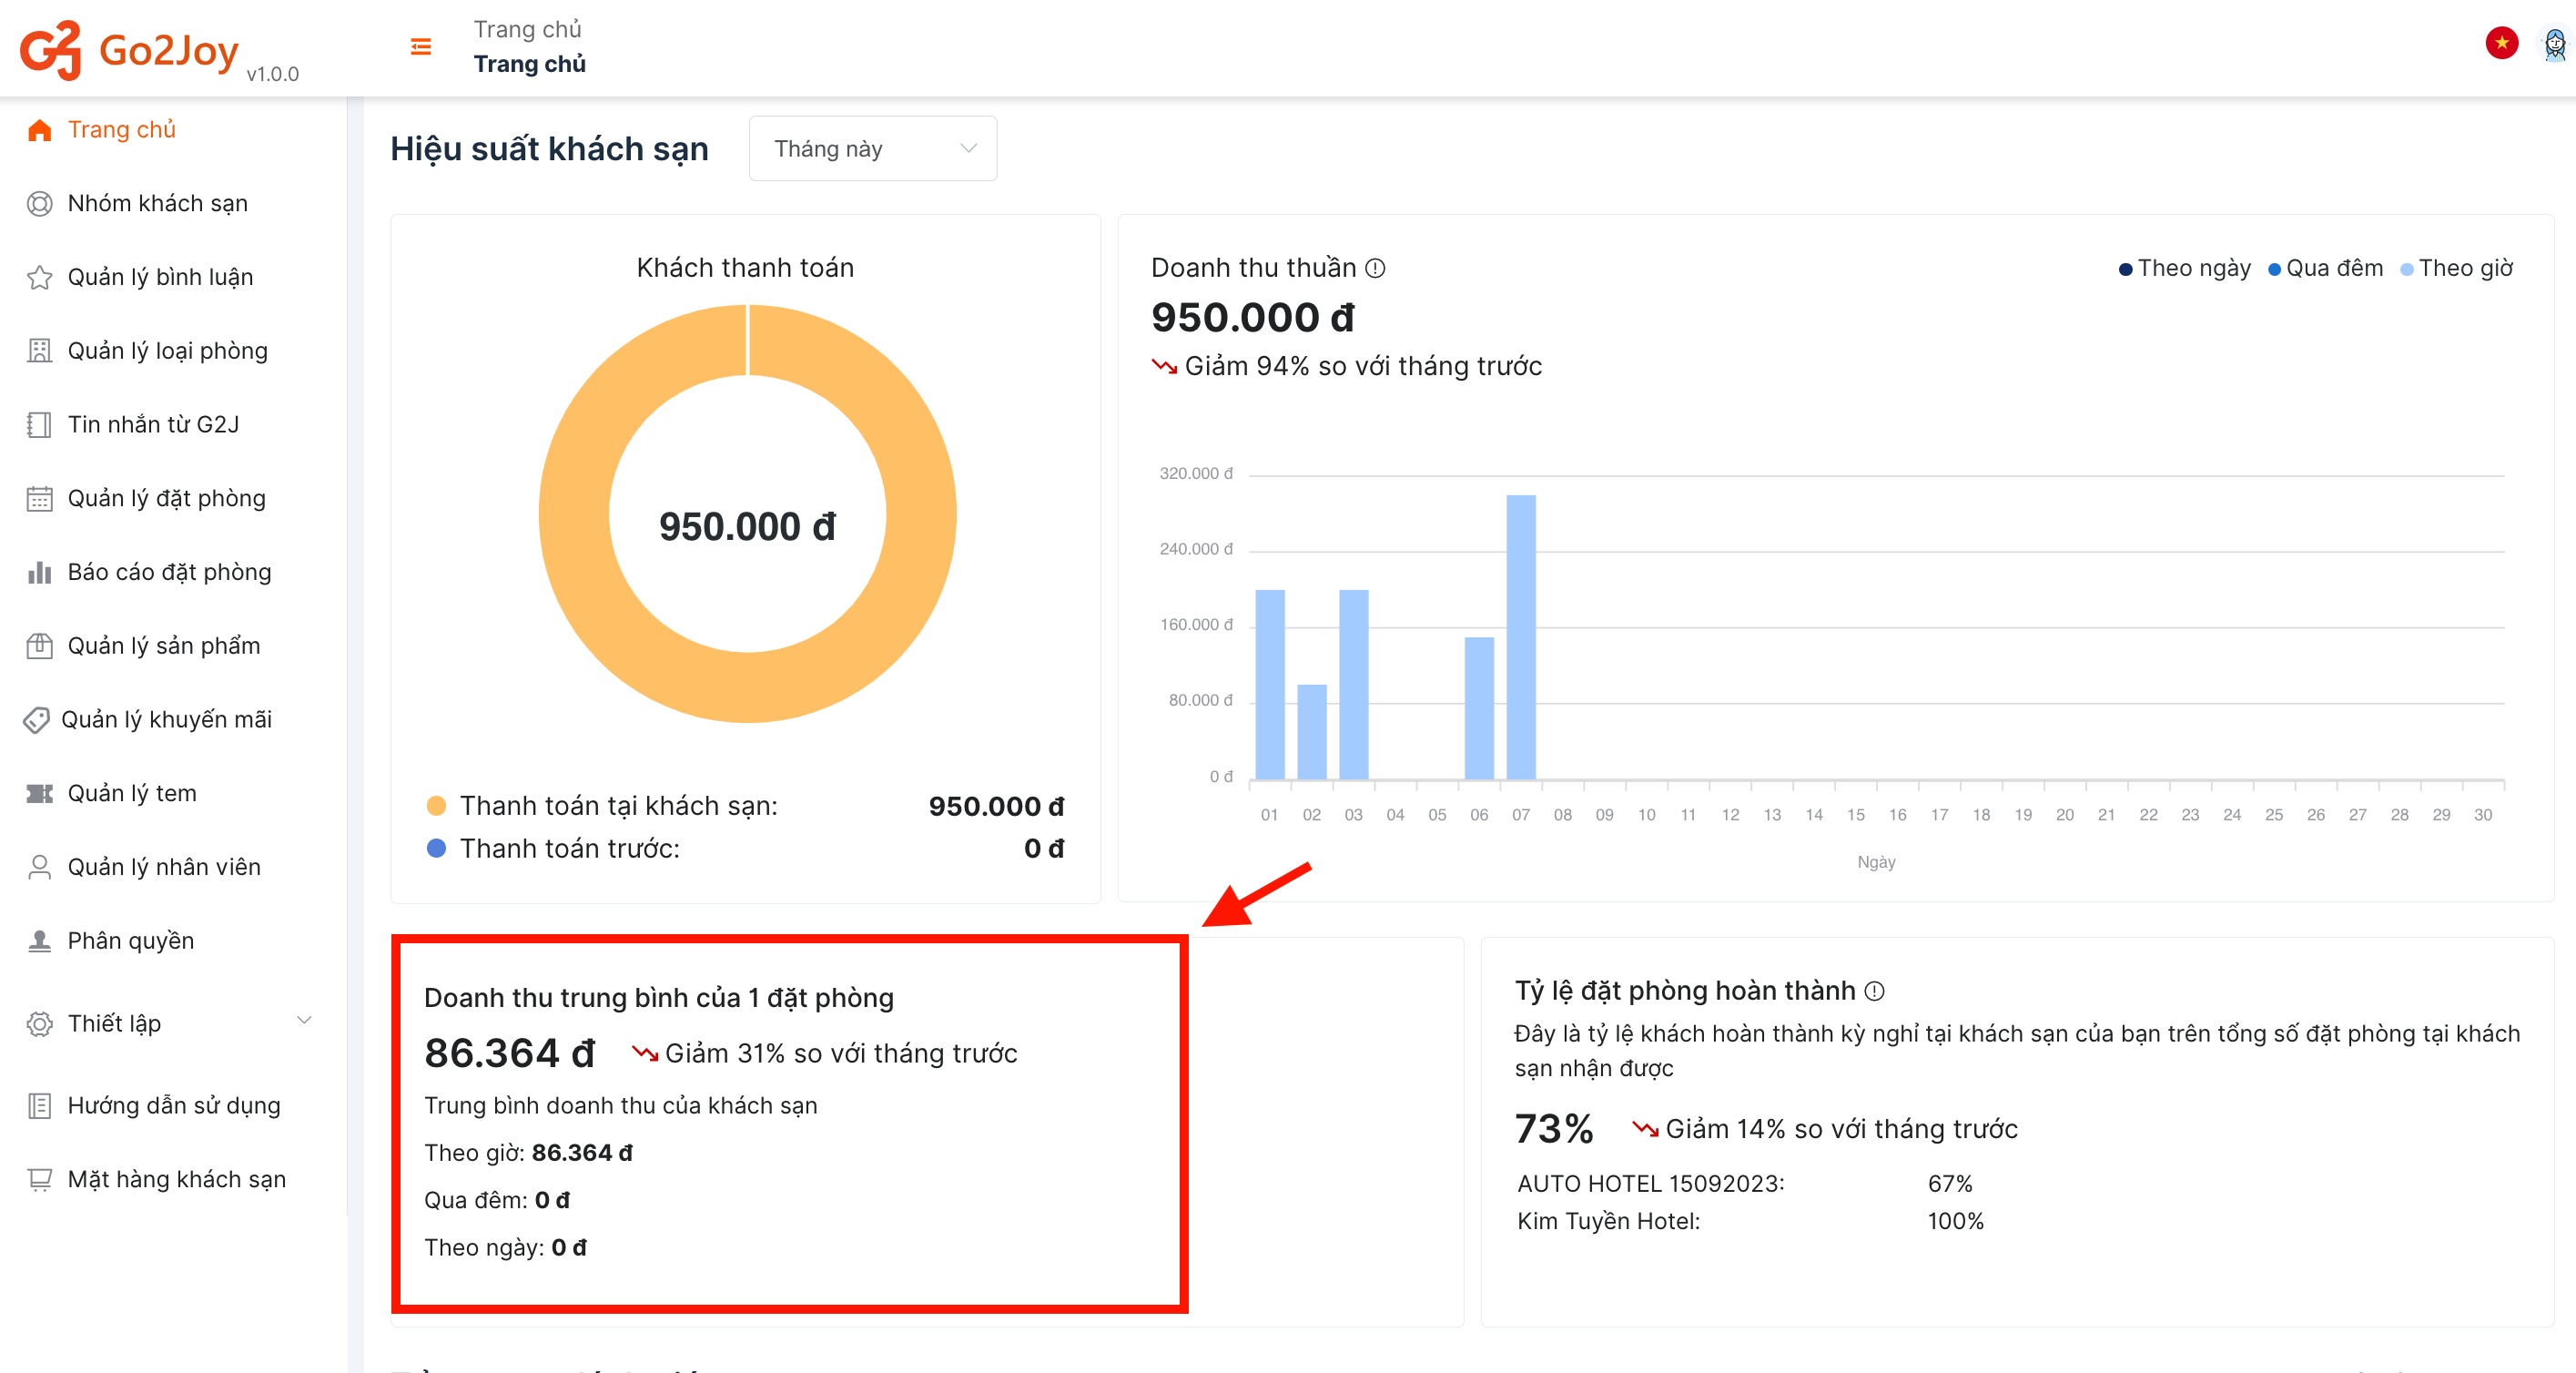 Go2Joy v1.0.0
Trang chủ
Trang chủ
Trang chủ
Nhóm khách sạn
Quản lý bình luận
Quản lý loại phòng
Tin nhắn từ G2J
Quản lý đặt phòng
Báo cáo đặt phòng
Quản lý sản phẩm
Quản lý khuyến mãi
Quản lý tem
Quản lý nhân viên
Phân quyền
Thiết lập
Hướng dẫn sử dụng
Mặt hàng khách sạn
Hiệu suất khách sạn
Tháng này
Khách thanh toán
950.000 đ
Thanh toán tại khách sạn: 950.000 đ
Thanh toán trước: 0 đ
Doanh thu thuần
Theo ngày Qua đêm Theo giờ
950.000 đ
Giảm 94% so với tháng trước
320.000 đ
240.000 đ
160.000 đ
80.000 đ
0 đ
01 02 03 04 05 06 07 08 09 10 11 12 13 14 15 16 17 18 19 20 21 22 23 24 25 26 27 28 29 30
Ngày
Doanh thu trung bình của 1 đặt phòng
86.364 đ Giảm 31% so với tháng trước
Trung bình doanh thu của khách sạn
Theo giờ: 86.364 đ
Qua đêm: 0 đ
Theo ngày: 0 đ
Tỷ lệ đặt phòng hoàn thành
Đây là tỷ lệ khách hoàn thành kỳ nghỉ tại khách sạn của bạn trên tổng số đặt phòng tại khách
sạn nhận được
73% Giảm 14% so với tháng trước
AUTO HOTEL 15092023: 67%
Kim Tuyền Hotel: 100%